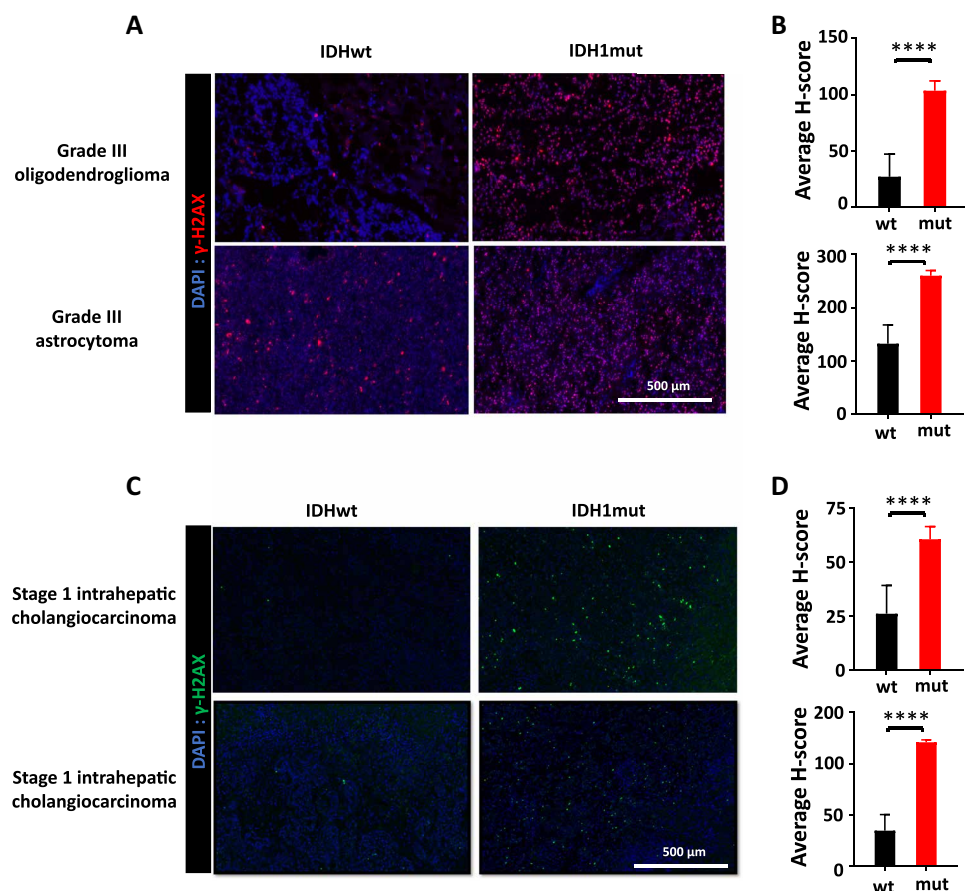 A
IDHwt
IDH1mut
Grade III
oligodendroglioma
Grade III
astrocytoma
DAPI : γ-H2AX
500 µm
B
Average H-score
150
100
50
0
****
wt
mut
Average H-score
300
200
100
0
****
wt
mut
C
IDHwt
IDH1mut
Stage 1 intrahepatic
cholangiocarcinoma
Stage 1 intrahepatic
cholangiocarcinoma
DAPI : γ-H2AX
500 µm
D
Average H-score
75
50
25
0
****
wt
mut
Average H-score
200
100
50
0
****
wt
mut